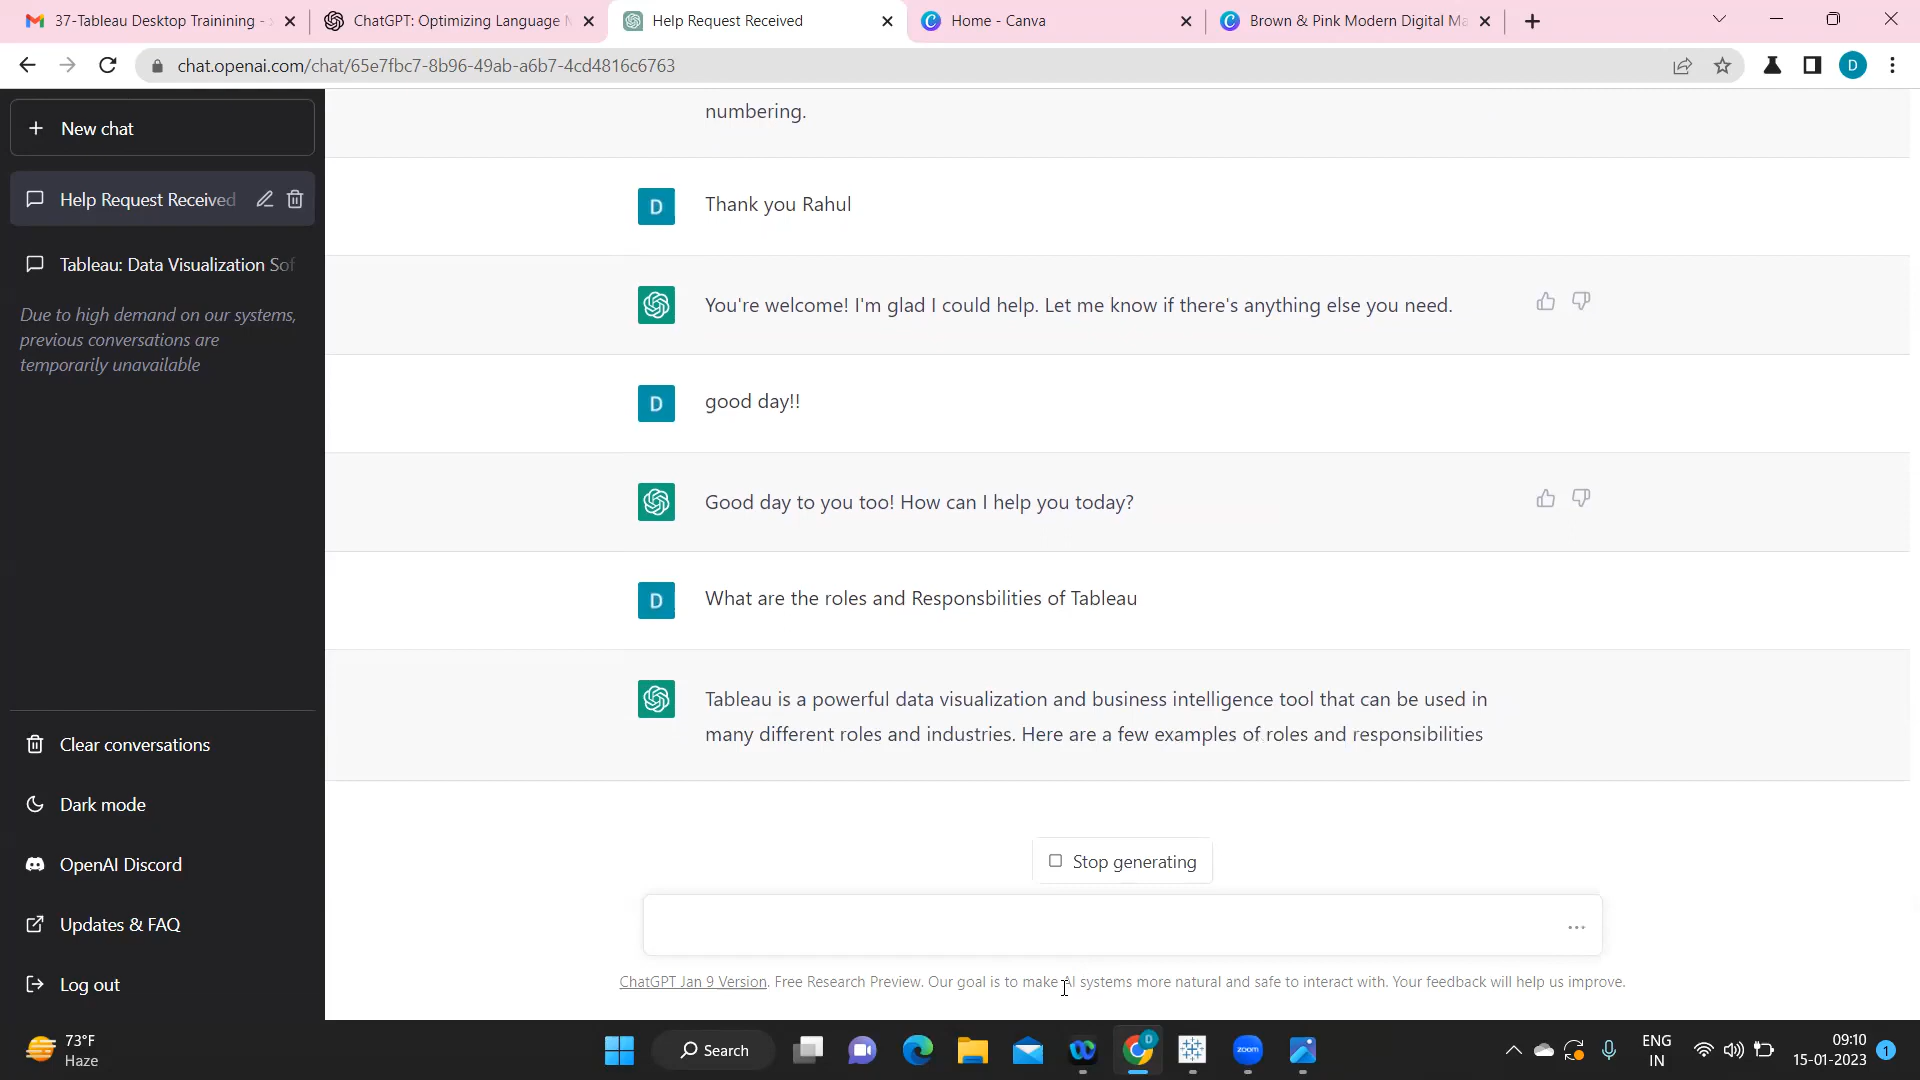 37-Tableau Desktop Trainining -
ChatGPT: Optimizing Language
Help Request Received
Home - Canva
Brown & Pink Modern Digital Ma
chat.openai.com/chat/65e7fbc7-8b96-49ab-a6b7-4cd4816c6763
D
New chat
Help Request Received
Tableau: Data Visualization Sof
Due to high demand on our systems,
previous conversations are
temporarily unavailable
Clear conversations
Dark mode
OpenAI Discord
Updates & FAQ
Log out
numbering.
D
Thank you Rahul
You're welcome! I'm glad I could help. Let me know if there's anything else you need.
D
good day!!
Good day to you too! How can I help you today?
D
What are the roles and Responsbilities of Tableau
Tableau is a powerful data visualization and business intelligence tool that can be used in
many different roles and industries. Here are a few examples of roles and responsibilities
Stop generating
ChatGPT Jan 9 Version. Free Research Preview. Our goal is to make AI systems more natural and safe to interact with. Your feedback will help us improve.
73°F
Haze
Search
D
zoom
ENG
IN
09:10
15-01-2023
1